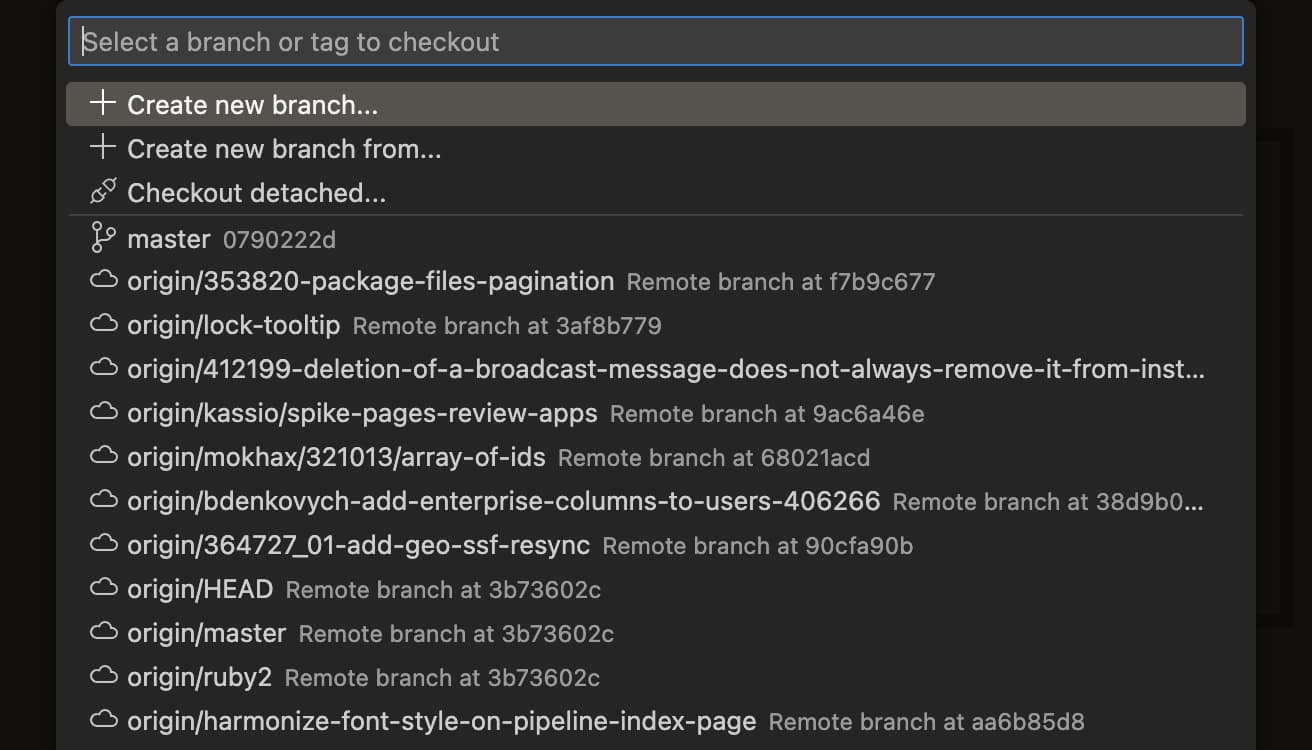 Select a branch or tag to checkout
Create new branch...
Create new branch from...
Checkout detached...
master 0790222d
origin/353820-package-files-pagination Remote branch at f7b9c677
origin/lock-tooltip Remote branch at 3af8b779
origin/412199-deletion-of-a-broadcast-message-does-not-always-remove-it-from-inst...
origin/kassio/spike-pages-review-apps Remote branch at 9ac6a46e
origin/mokhax/321013/array-of-ids Remote branch at 68021acd
origin/bdenkovych-add-enterprise-columns-to-users-406266 Remote branch at 38d9b0...
origin/364727_01-add-geo-ssf-resync Remote branch at 90cfa90b
origin/HEAD Remote branch at 3b73602c
origin/master Remote branch at 3b73602c
origin/ruby2 Remote branch at 3b73602c
origin/harmonize-font-style-on-pipeline-index-page Remote branch at aa6b85d8